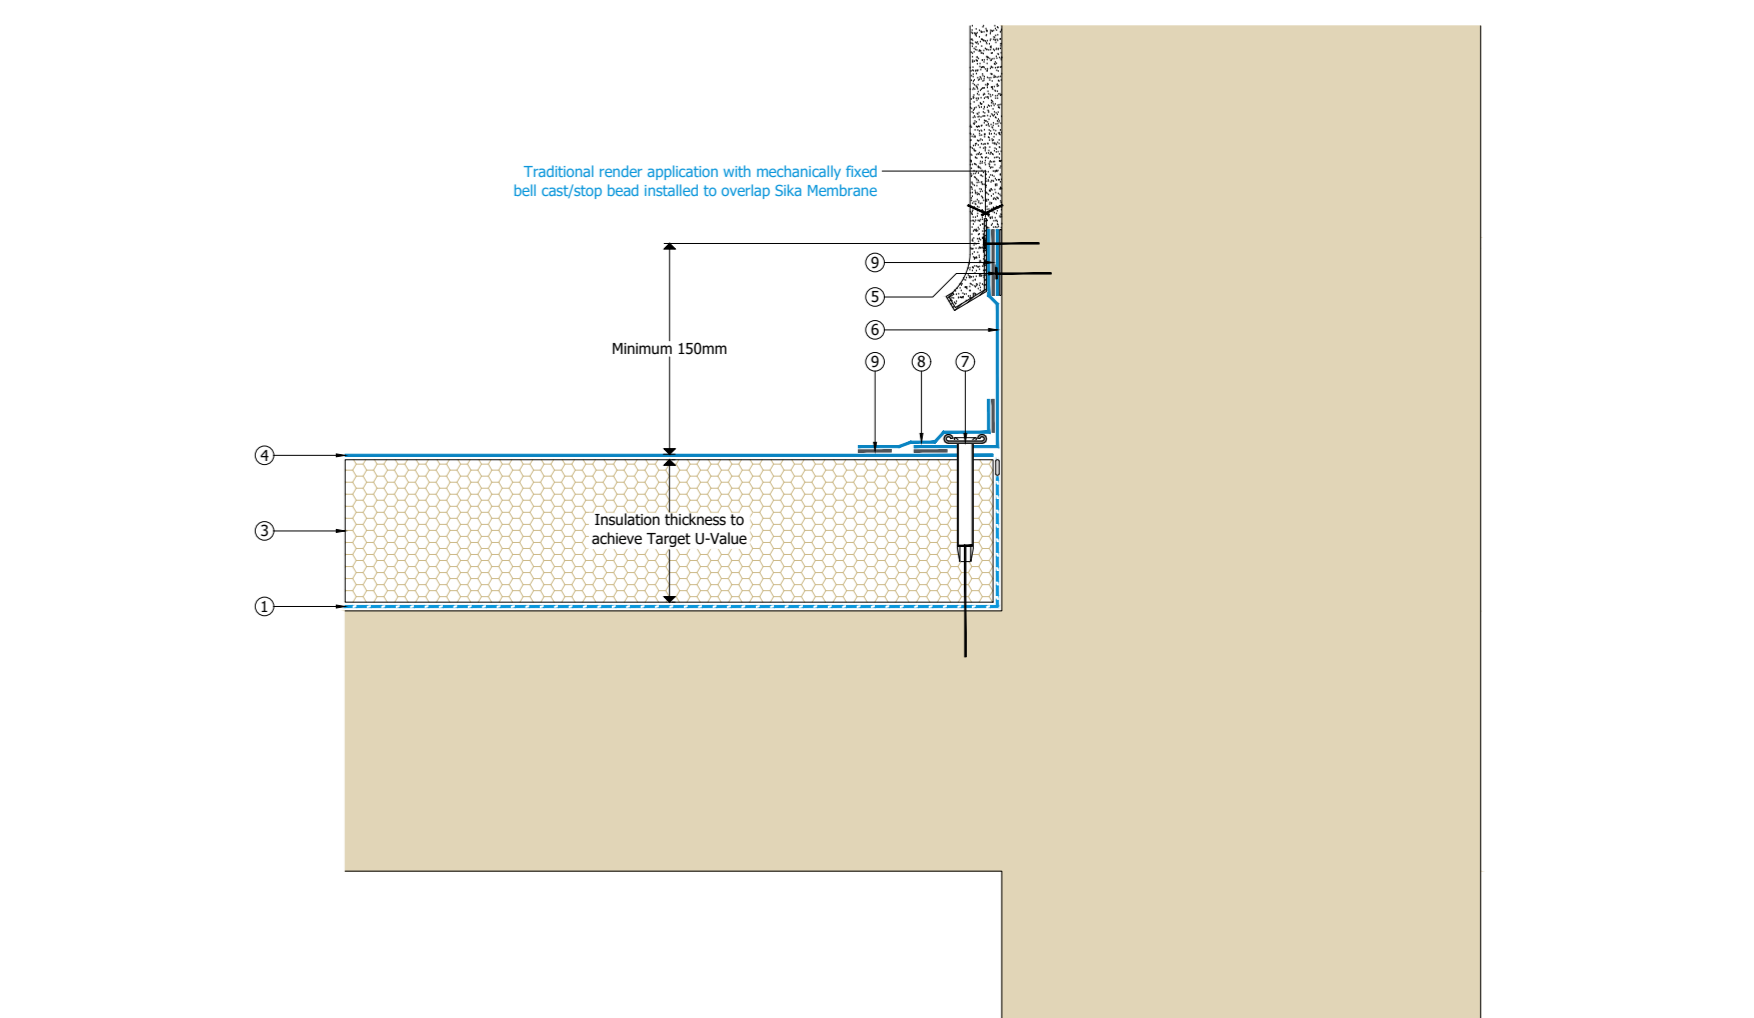 Traditional render application with mechanically fixed
bell cast/stop bead installed to overlap Sika Membrane
9
5
6
Minimum 150mm
9 8 7
4
3
Insulation thickness to
achieve Target U-Value
1